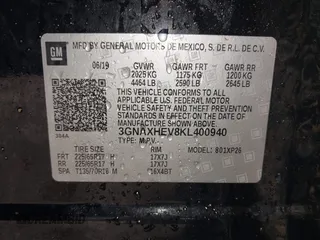 GM
MFD BY GENERAL MOTORS DE MEXICO, S. DE R.L. DE C.V.
06/19 GVWR GAWR FRT GAWR RR
2025 KG 1175 KG 1200 KG
4464 LB 2590 LB 2645 LB
THIS VEHICLE CONFORMS TO ALL APPLICABLE U.S. FEDERAL MOTOR VEHICLE SAFETY, BUMPER, AND THEFT PREVENTION STANDARDS IN EFFECT ON THE DATE OF MANUFACTURE SHOWN ABOVE.
3GNAXHEV8KL400940
TYPE: M.P.V. 801XP26
TIRE SIZE RIM
FRT 225/65R17 H 17X7J
RR 225/65R17 H 17X7J
SPA T135/70R16 M 16X4BT